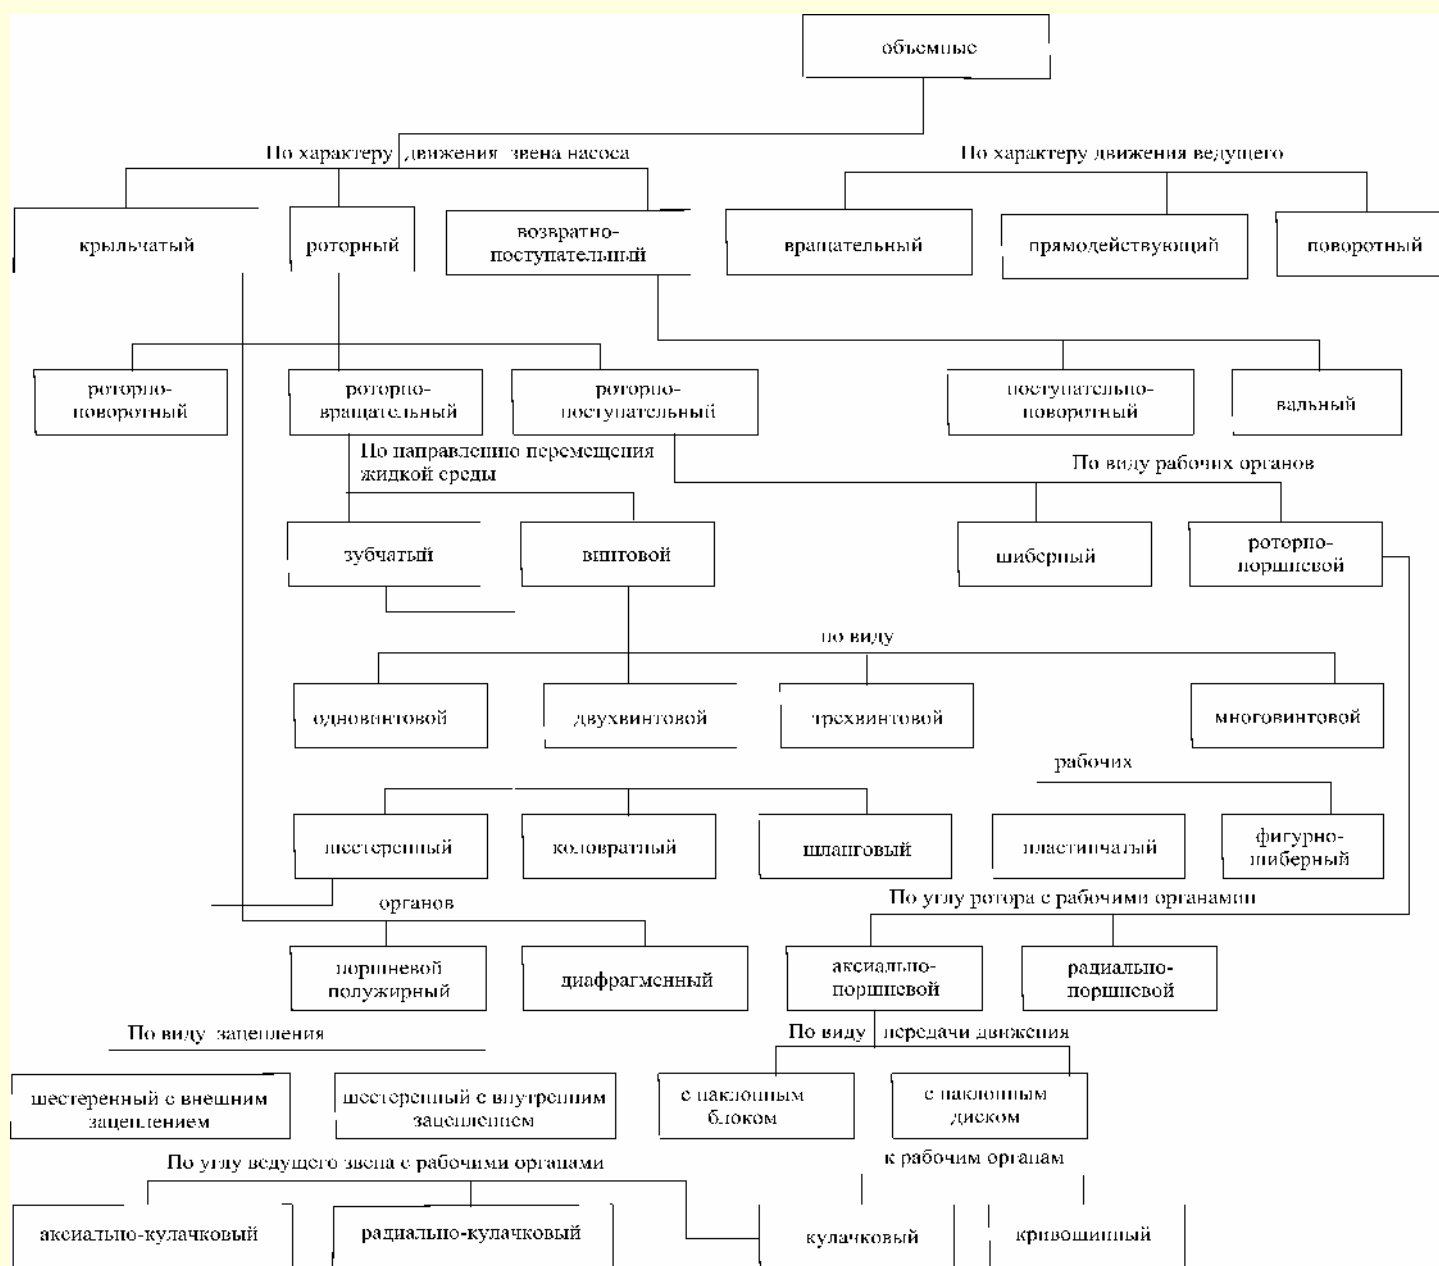 объемные
По характеру движения звена насоса
По характеру движения ведущего
крыльчатый
роторный
возвратно-
поступательный
вращательный
прямодействующий
поворотный
роторно-
поворотный
роторно-
вращательный
роторно-
поступательный
поступательно-
поворотный
вальный
По направлению перемещения
жидкой среды
По виду рабочих органов
зубчатый
винтовой
шиберный
роторно-
поршневой
по виду
одновинтовой
двухвинтовой
трехвинтовой
многовинтовой
рабочих
шестеренный
коловратный
шланговый
пластинчатый
фигурно-
шиберный
По углу ротора с рабочими органамии
органов
поршневой
полужирный
диафрагменный
аксиально-
поршневой
радиально-
поршневой
По виду зацепления
По виду передачи движения
шестеренный с внешним
зацеплением
шестеренный с внутренним
зацеплением
с наклонным
блоком
с наклонным
диском
По углу ведущего звена с рабочими органами
к рабочим органам
аксиально-кулачковый
радиально-кулачковый
кулачковый
кривошипный